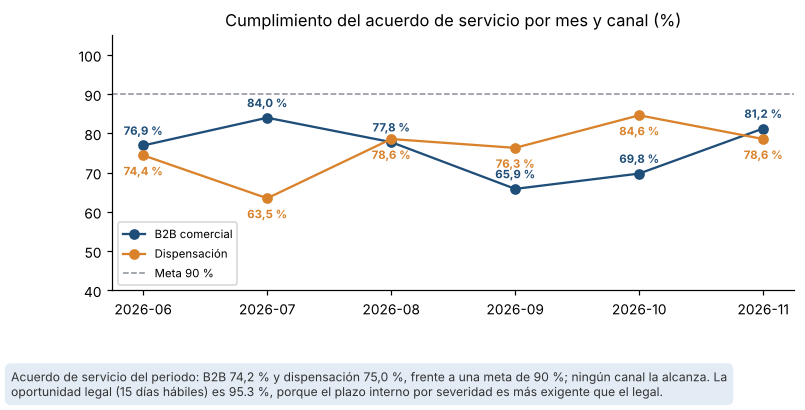 Cumplimiento del acuerdo de servicio por mes y canal (%)
100
90
80
70
60
50
40
76,9 %
84,0 %
77,8 %
65,9 %
69,8 %
81,2 %
74,4 %
63,5 %
78,6 %
76,3 %
84,6 %
78,6 %
B2B comercial
Dispensación
Meta 90 %
2026-06 2026-07 2026-08 2026-09 2026-10 2026-11
Acuerdo de servicio del periodo: B2B 74,2 % y dispensación 75,0 %, frente a una meta de 90 %; ningún canal la alcanza. La
oportunidad legal (15 días hábiles) es 95.3 %, porque el plazo interno por severidad es más exigente que el legal.